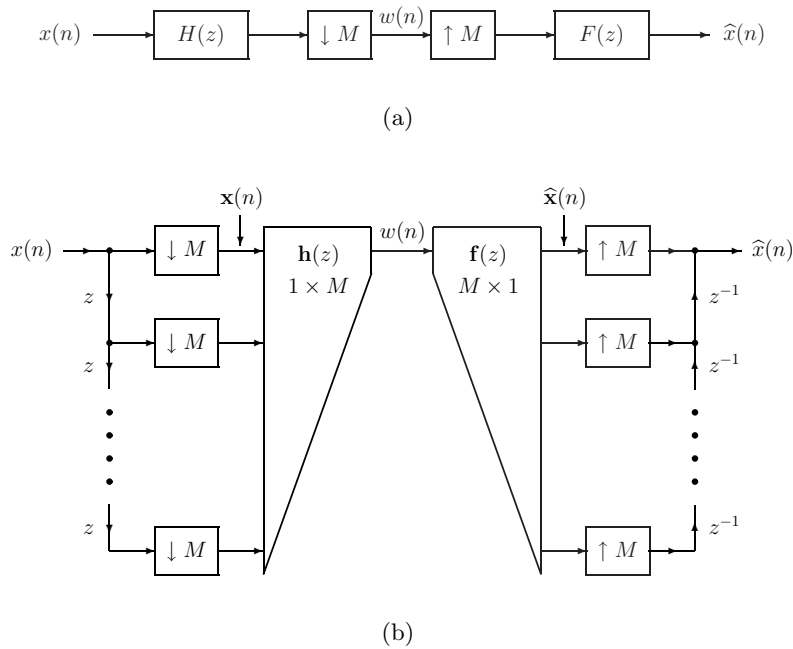 x(n) H(z) ↓ M w(n) ↑ M F(z) x̂(n)
(a)
𝐱(n) 𝐱̂(n)
x(n) ↓ M 𝐡(z) w(n) 𝐟(z) ↑ M x̂(n)
1 × M M × 1
z z⁻¹
↓ M ↑ M
z z⁻¹
z z⁻¹
↓ M ↑ M
(b)